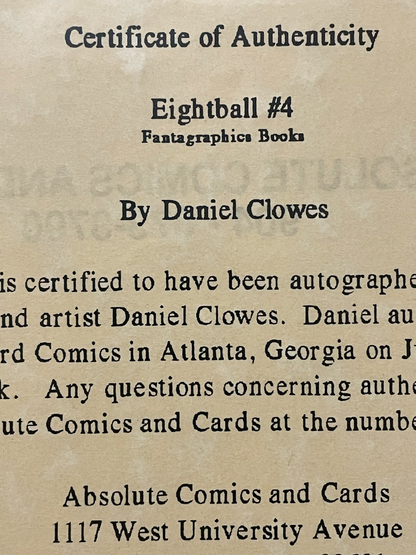 Certificate of Authenticity
Eightball #4
Fantagraphics Books
By Daniel Clowes
is certified to have been autographe
nd artist Daniel Clowes. Daniel au
rd Comics in Atlanta, Georgia on J
k. Any questions concerning authe
ute Comics and Cards at the numbe
Absolute Comics and Cards
1117 West University Avenue